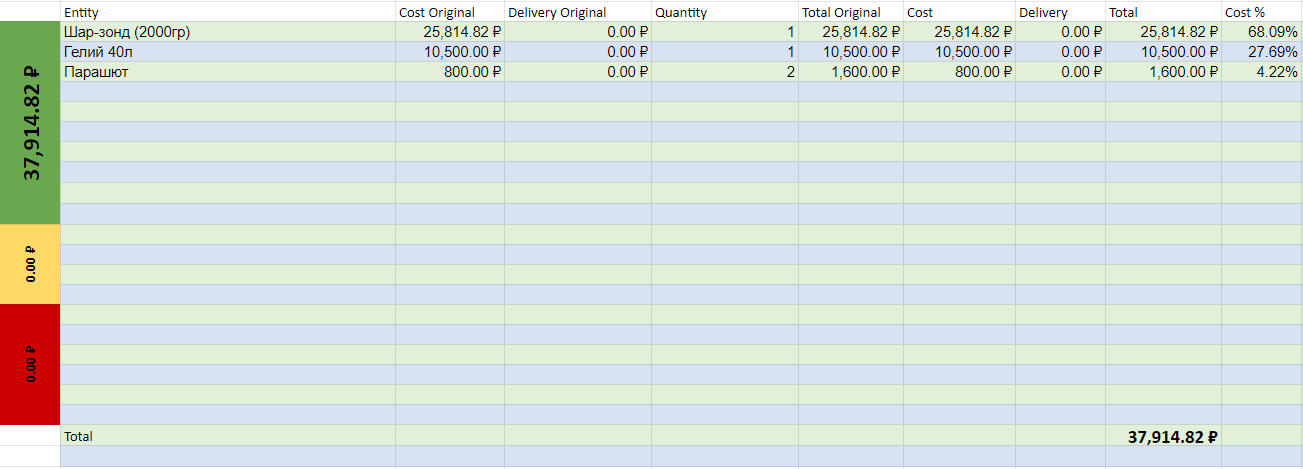 Entity Cost Original Delivery Original Quantity Total Original Cost Delivery Total Cost %
Шар-зонд (2000гр) 25,814.82 ₽ 0.00 ₽ 1 25,814.82 ₽ 25,814.82 ₽ 0.00 ₽ 25,814.82 ₽ 68.09%
Гелий 40л 10,500.00 ₽ 0.00 ₽ 1 10,500.00 ₽ 10,500.00 ₽ 0.00 ₽ 10,500.00 ₽ 27.69%
Парашют 800.00 ₽ 0.00 ₽ 2 1,600.00 ₽ 800.00 ₽ 0.00 ₽ 1,600.00 ₽ 4.22%
37,914.82 ₽
0.00 ₽
0.00 ₽
Total 37,914.82 ₽